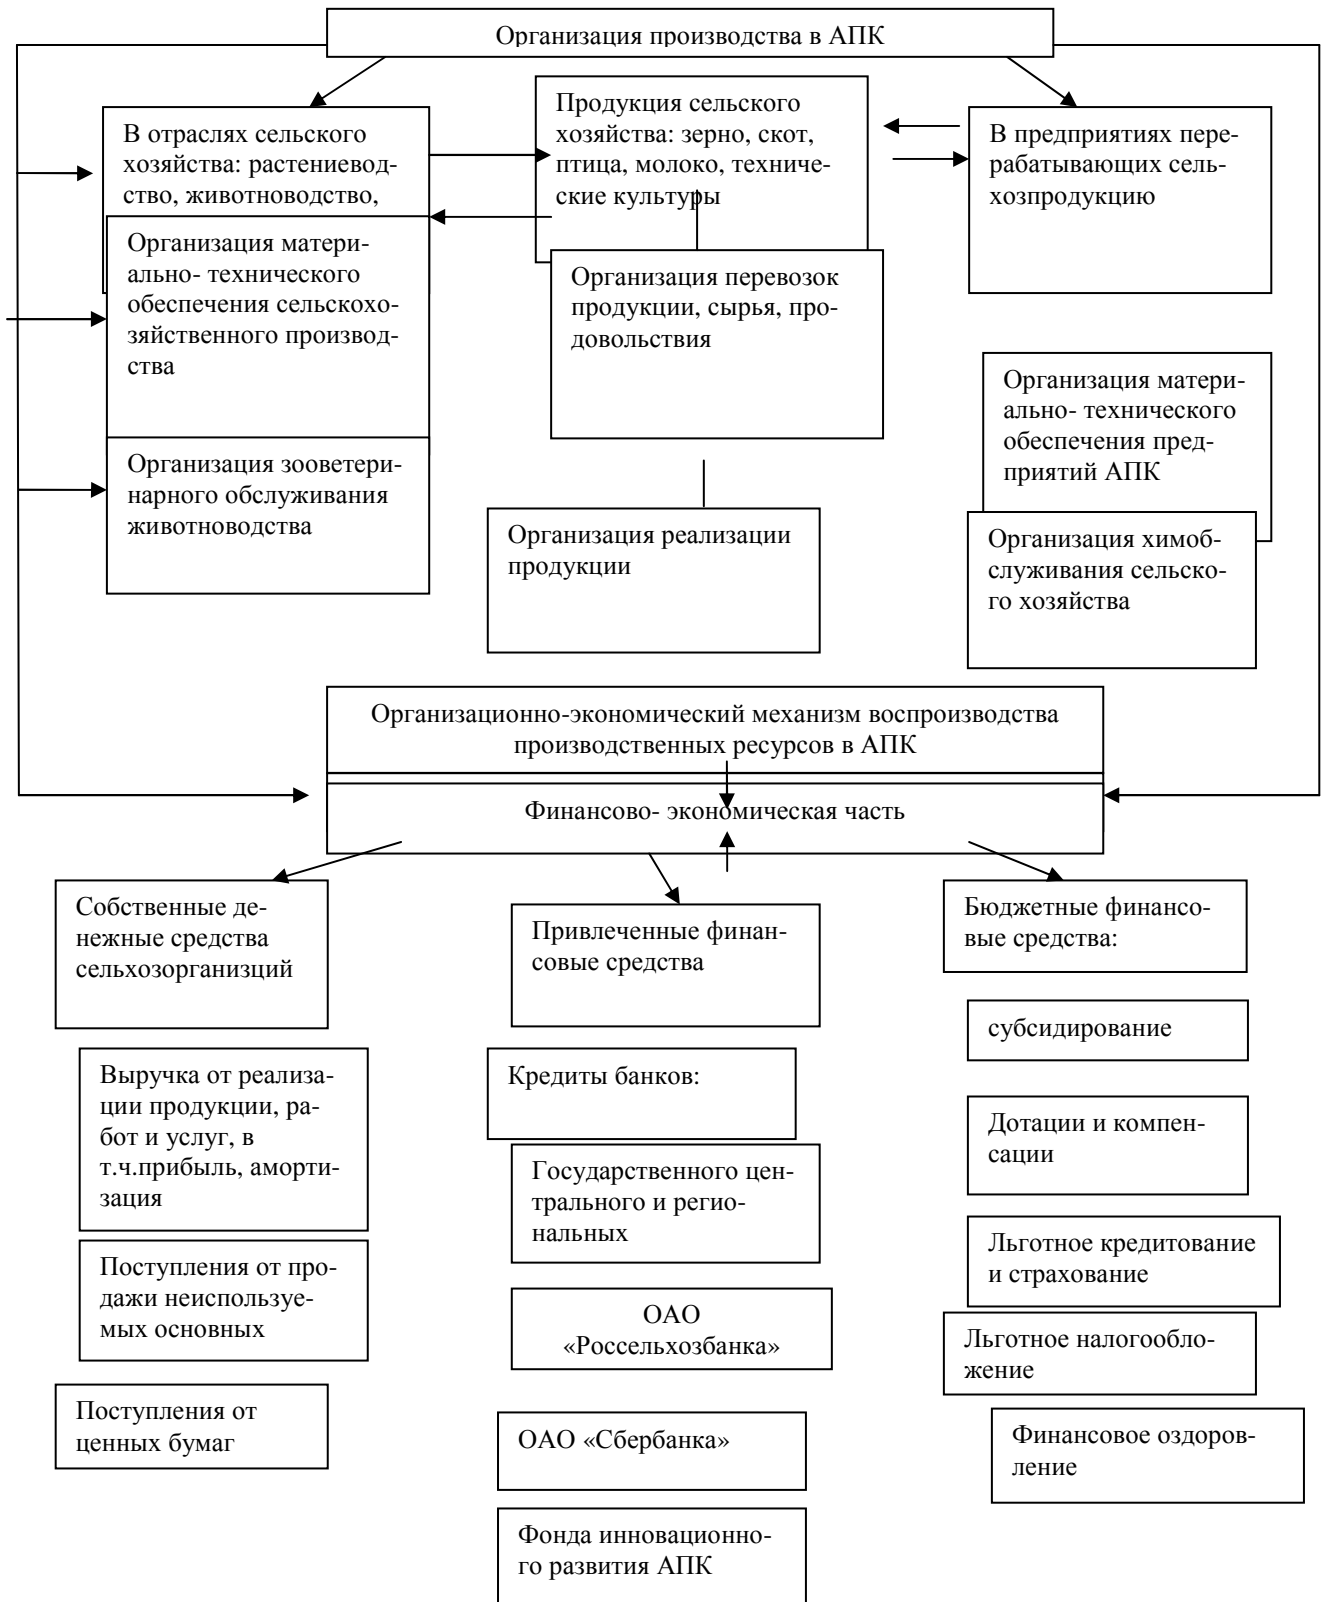 Организация производства в АПК
В отраслях сельского
хозяйства: растениевод-
ство, животноводство,
Продукция сельского
хозяйства: зерно, скот,
птица, молоко, техниче-
ские культуры
В предприятиях пере-
рабатывающих сель-
хозпродукцию
Организация матери-
ально- технического
обеспечения сельскохо-
зяйственного производ-
ства
Организация перевозок
продукции, сырья, про-
довольствия
Организация матери-
ально- технического
обеспечения пред-
приятий АПК
Организация зооветери-
нарного обслуживания
животноводства
Организация реализации
продукции
Организация химоб-
служивания сельско-
го хозяйства
Организационно-экономический механизм воспроизводства
производственных ресурсов в АПК
Финансово- экономическая часть
Собственные де-
нежные средства
сельхозорганизций
Выручка от реализа-
ции продукции, ра-
бот и услуг, в
т.ч.прибыль, аморти-
зация
Поступления от про-
дажи неиспользуе-
мых основных
Поступления от
ценных бумаг
Привлеченные финан-
совые средства
Кредиты банков:
Государственного цен-
трального и регио-
нальных
ОАО
«Россельхозбанка»
ОАО «Сбербанка»
Фонда инновационно-
го развития АПК
Бюджетные финансо-
вые средства:
субсидирование
Дотации и компен-
сации
Льготное кредитование
и страхование
Льготное налогообло-
жение
Финансовое оздоров-
ление